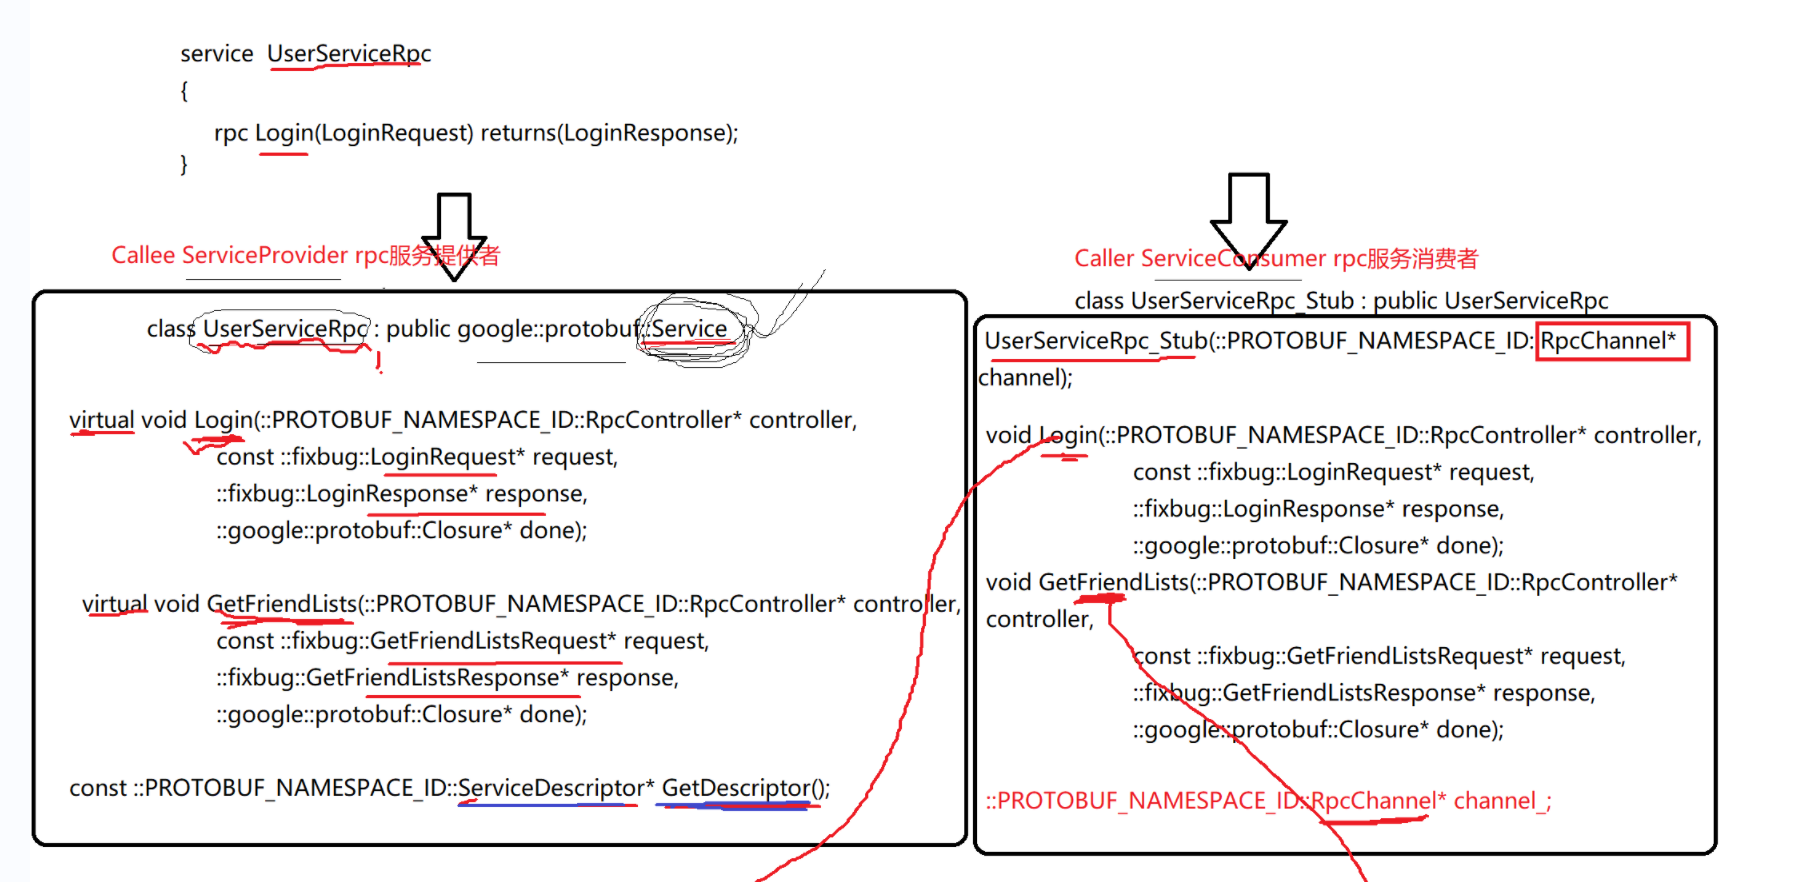 service  UserServiceRpc
{
rpc Login(LoginRequest) returns(LoginResponse);
}
Callee ServiceProvider rpc服务提供者
class UserServiceRpc : public google::protobuf::Service
virtual void Login(::PROTOBUF_NAMESPACE_ID::RpcController* controller,
const ::fixbug::LoginRequest* request,
::fixbug::LoginResponse* response,
::google::protobuf::Closure* done);
virtual void GetFriendLists(::PROTOBUF_NAMESPACE_ID::RpcController* controller,
const ::fixbug::GetFriendListsRequest* request,
::fixbug::GetFriendListsResponse* response,
::google::protobuf::Closure* done);
const ::PROTOBUF_NAMESPACE_ID::ServiceDescriptor* GetDescriptor();
Caller ServiceConsumer rpc服务消费者
class UserServiceRpc_Stub : public UserServiceRpc
UserServiceRpc_Stub(::PROTOBUF_NAMESPACE_ID::RpcChannel*
channel);
void Login(::PROTOBUF_NAMESPACE_ID::RpcController* controller,
const ::fixbug::LoginRequest* request,
::fixbug::LoginResponse* response,
::google::protobuf::Closure* done);
void GetFriendLists(::PROTOBUF_NAMESPACE_ID::RpcController*
controller,
const ::fixbug::GetFriendListsRequest* request,
::fixbug::GetFriendListsResponse* response,
::google::protobuf::Closure* done);
::PROTOBUF_NAMESPACE_ID::RpcChannel* channel_;